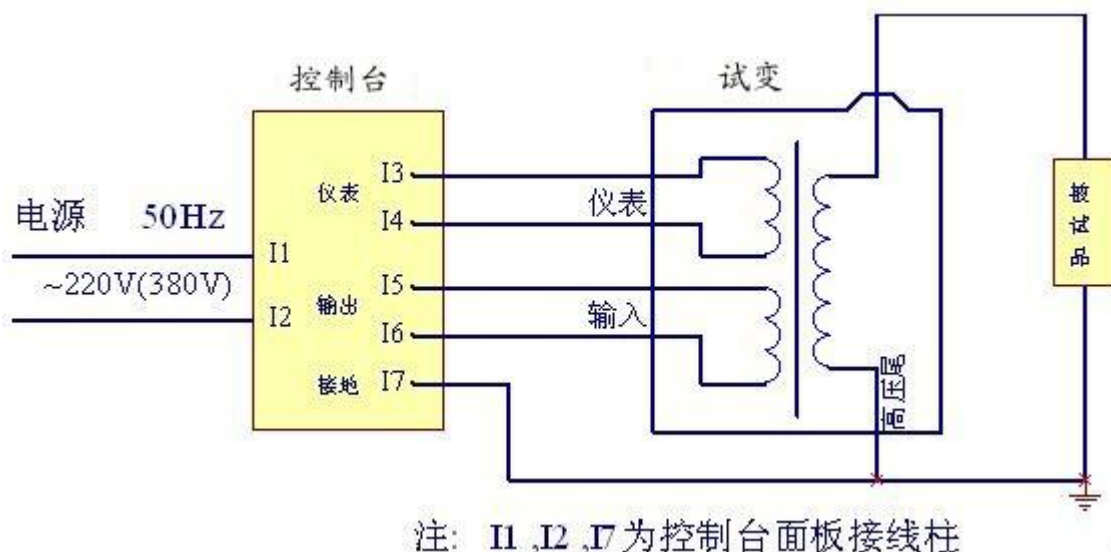 控制台
试变
仪表 I3
I4
仪表
电源 50Hz
I1
~220V(380V)
I5
输出
I2
I6
输入
接地 I7
高压尾
被试品
注: I1 ,I2 ,I7为控制台面板接线柱